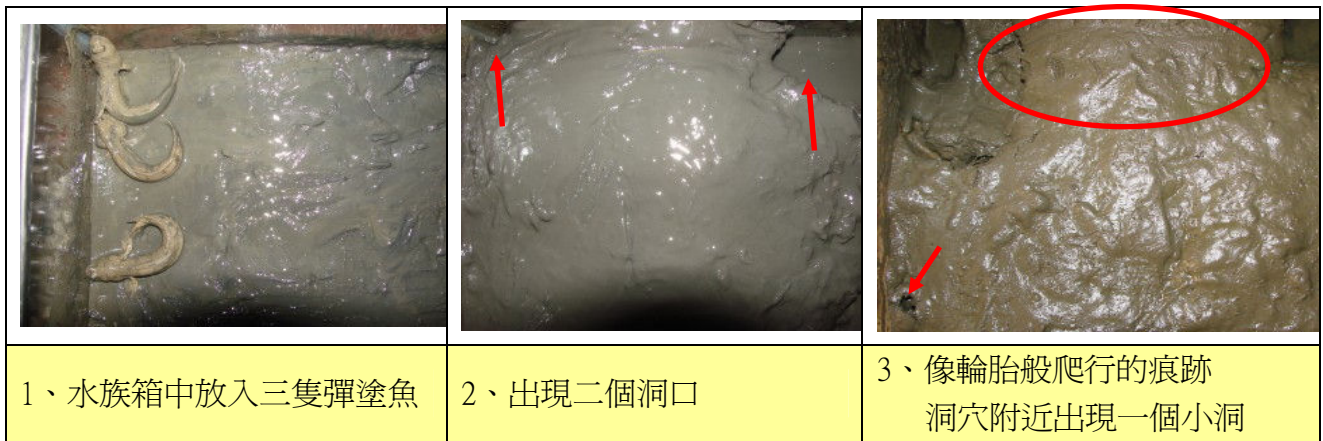 1、水族箱中放入三隻彈塗魚
2、出現二個洞口
3、像輪胎般爬行的痕跡
洞穴附近出現一個小洞